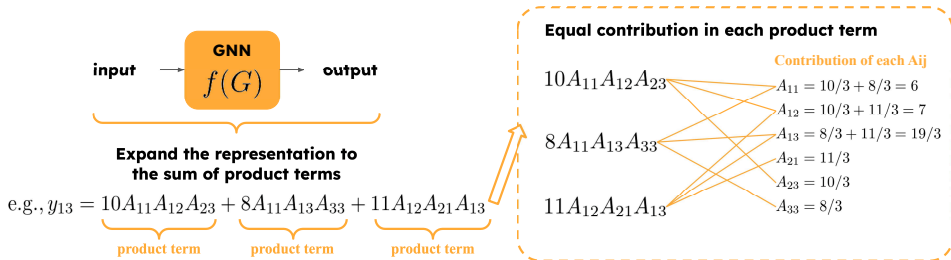 GNN
input
f(G)
output
Expand the representation to
the sum of product terms
e.g., y₁₃ = 10A₁₁A₁₂A₂₃ + 8A₁₁A₁₃A₃₃ + 11A₁₂A₂₁A₁₃
product term product term product term
Equal contribution in each product term
Contribution of each Aij
10A₁₁A₁₂A₂₃
8A₁₁A₁₃A₃₃
11A₁₂A₂₁A₁₃
A₁₁ = 10/3 + 8/3 = 6
A₁₂ = 10/3 + 11/3 = 7
A₁₃ = 8/3 + 11/3 = 19/3
A₂₁ = 11/3
A₂₃ = 10/3
A₃₃ = 8/3